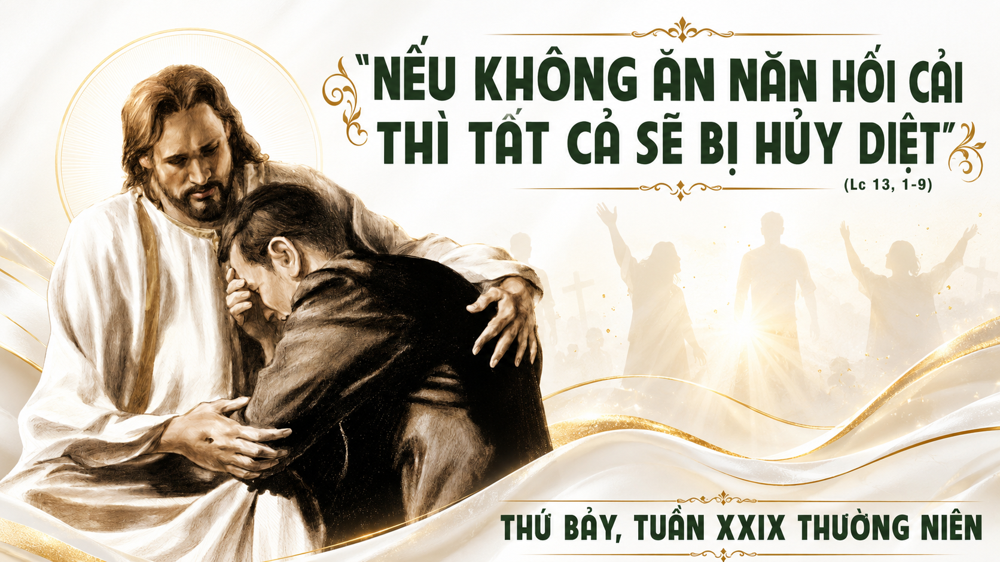 "NẾU KHÔNG ĂN NĂN HỐI CẢI
THÌ TẤT CẢ SẼ BỊ HỦY DIỆT"
(Lc 13, 1-9)
THỨ BẢY, TUẦN XXIX THƯỜNG NIÊN